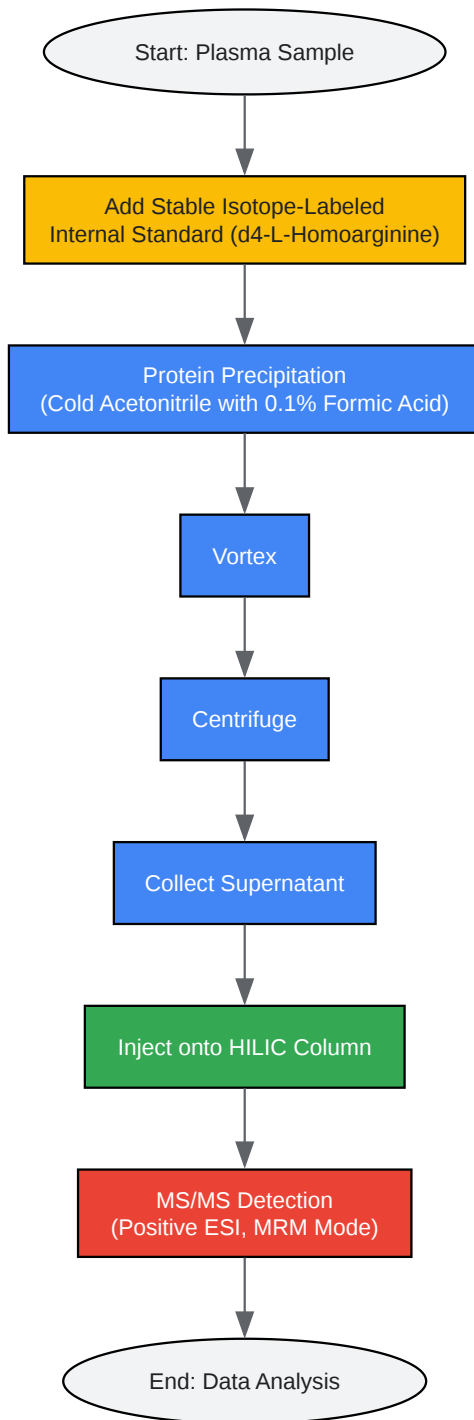 Start: Plasma Sample
Add Stable Isotope-Labeled
Internal Standard (d4-L-Homoarginine)
Protein Precipitation
(Cold Acetonitrile with 0.1% Formic Acid)
Vortex
Centrifuge
Collect Supernatant
Inject onto HILIC Column
MS/MS Detection
(Positive ESI, MRM Mode)
End: Data Analysis